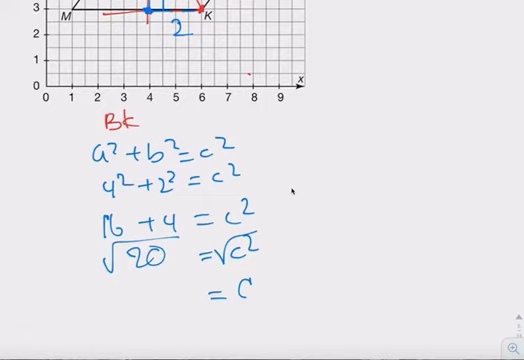 3 M K
2
2
1
0
0 1 2 3 4 5 6 7 8 9 x
BK
a² + b² = c²
4² + 2² = c²
16 + 4 = c²
√20 = √c²
= C